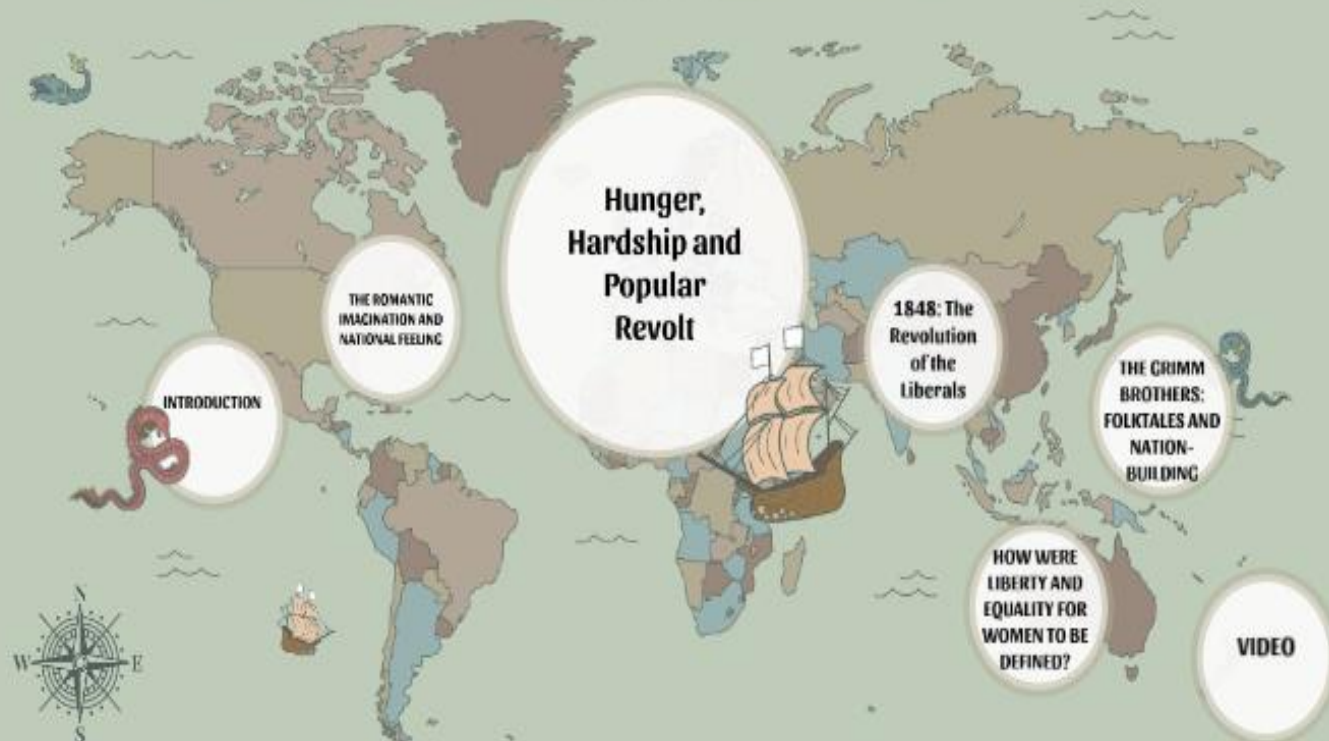 INTRODUCTION
THE ROMANTIC
IMAGINATION AND
NATIONAL FEELING
Hunger,
Hardship and
Popular
Revolt
1848: The
Revolution
of the
Liberals
THE GRIMM
BROTHERS:
FOLKTALES AND
NATION-
BUILDING
HOW WERE
LIBERTY AND
EQUALITY FOR
WOMEN TO BE
DEFINED?
VIDEO
N
W
E
S